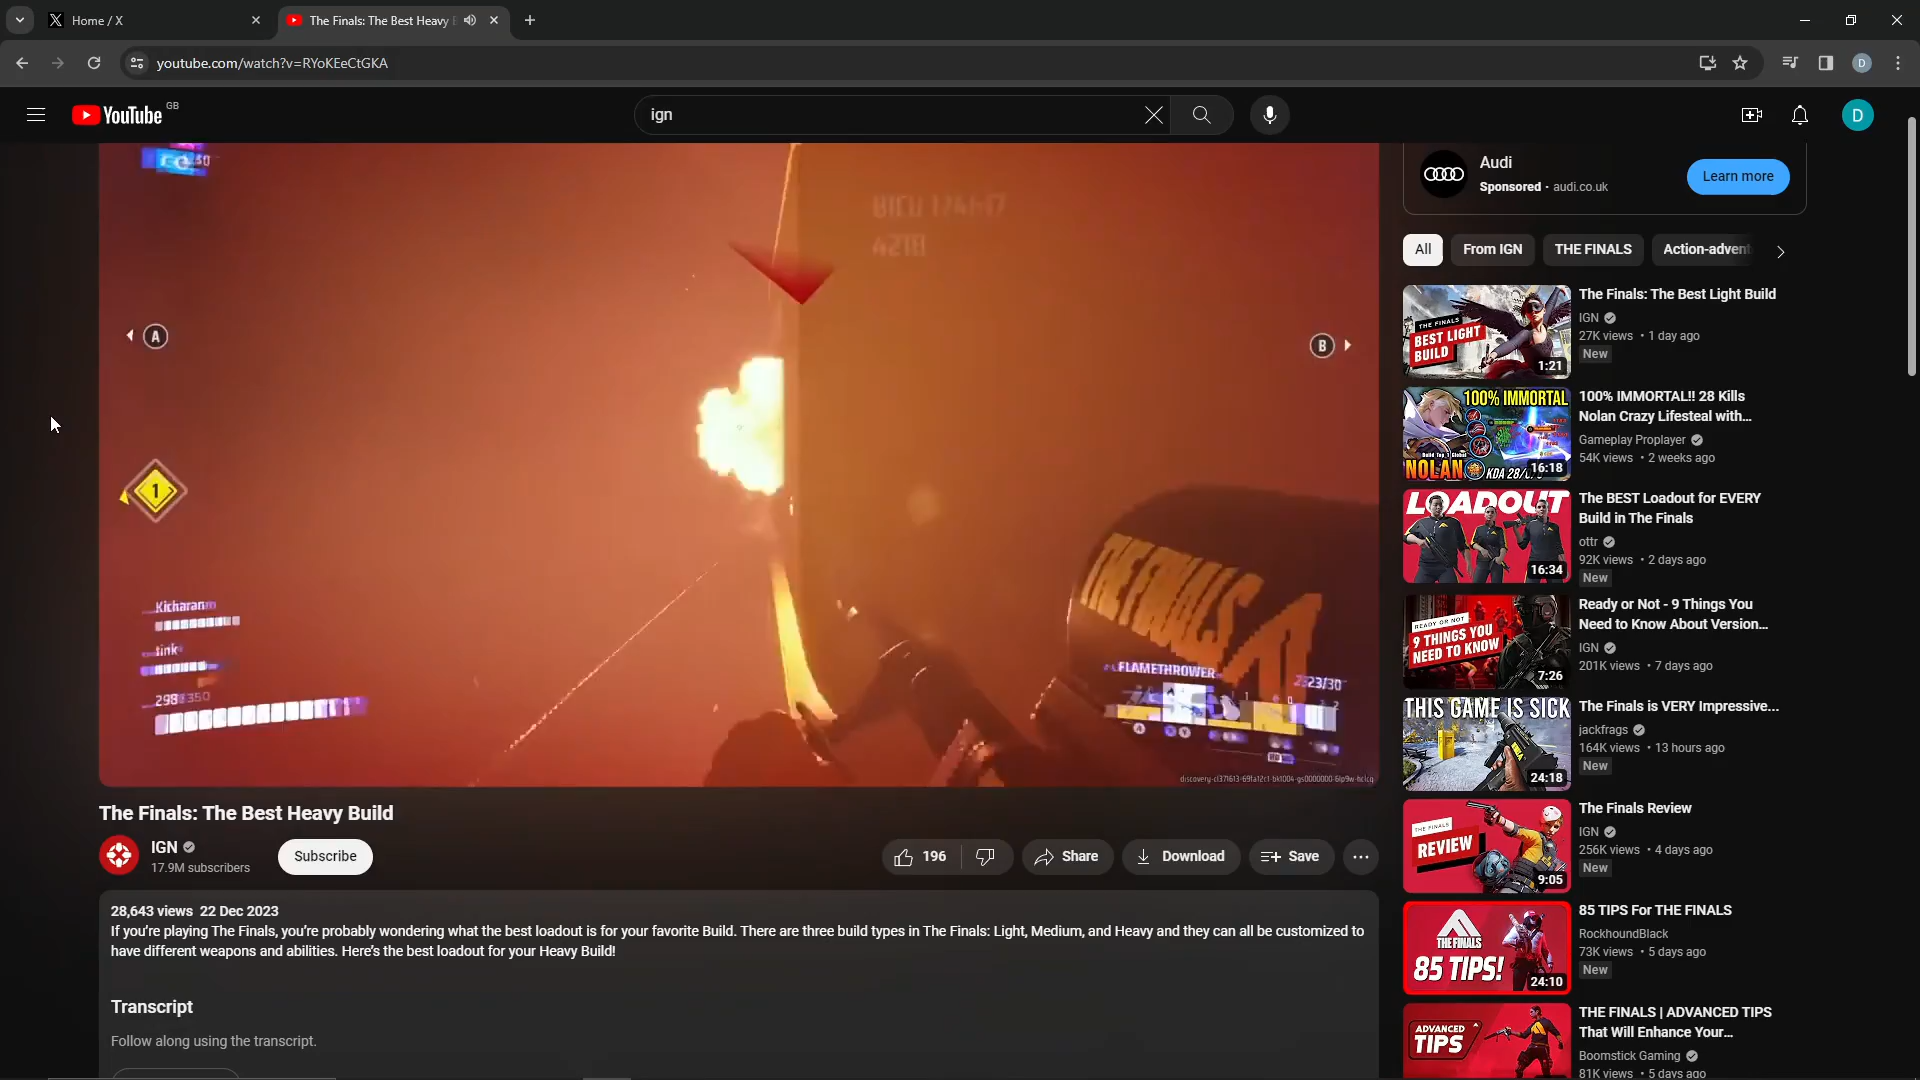 Home / X
The Finals: The Best Heavy
youtube.com/watch?v=RYoKEeCtGKA
D
YouTube GB
ign
D
A
B
1
Kicharan
tink
298 350
FLAMETHROWER
23/30
The Finals: The Best Heavy Build
IGN
17.9M subscribers
Subscribe
196
Share
Download
Save
28,643 views 22 Dec 2023
If you're playing The Finals, you're probably wondering what the best loadout is for your favorite Build. There are three build types in The Finals: Light, Medium, and Heavy and they can all be customized to
have different weapons and abilities. Here's the best loadout for your Heavy Build!
Transcript
Follow along using the transcript.
Audi
Sponsored · audi.co.uk
Learn more
All
From IGN
THE FINALS
Action-advent
THE FINALS
BEST LIGHT
BUILD
1:21
The Finals: The Best Light Build
IGN
27K views • 1 day ago
New
100% IMMORTAL
NOLAN
KDA 28/
16:18
100% IMMORTAL!! 28 Kills
Nolan Crazy Lifesteal with...
Gameplay Proplayer
54K views • 2 weeks ago
LOADOUT
16:34
The BEST Loadout for EVERY
Build in The Finals
ottr
92K views • 2 days ago
New
READY OR NOT
9 THINGS YOU
NEED TO KNOW
7:26
Ready or Not - 9 Things You
Need to Know About Version...
IGN
201K views • 7 days ago
THIS GAME IS SICK
24:18
The Finals is VERY Impressive...
jackfrags
164K views • 13 hours ago
New
THE FINALS
REVIEW
9:05
The Finals Review
IGN
256K views • 4 days ago
New
THE FINALS
85 TIPS!
24:10
85 TIPS For THE FINALS
RockhoundBlack
73K views • 5 days ago
New
ADVANCED
TIPS
THE FINALS | ADVANCED TIPS
That Will Enhance Your...
Boomstick Gaming
81K views • 5 days ago